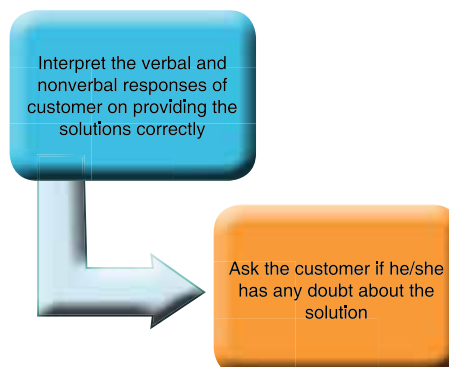 Interpret the verbal and
nonverbal responses of
customer on providing the
solutions correctly
Ask the customer if he/she
has any doubt about the
solution